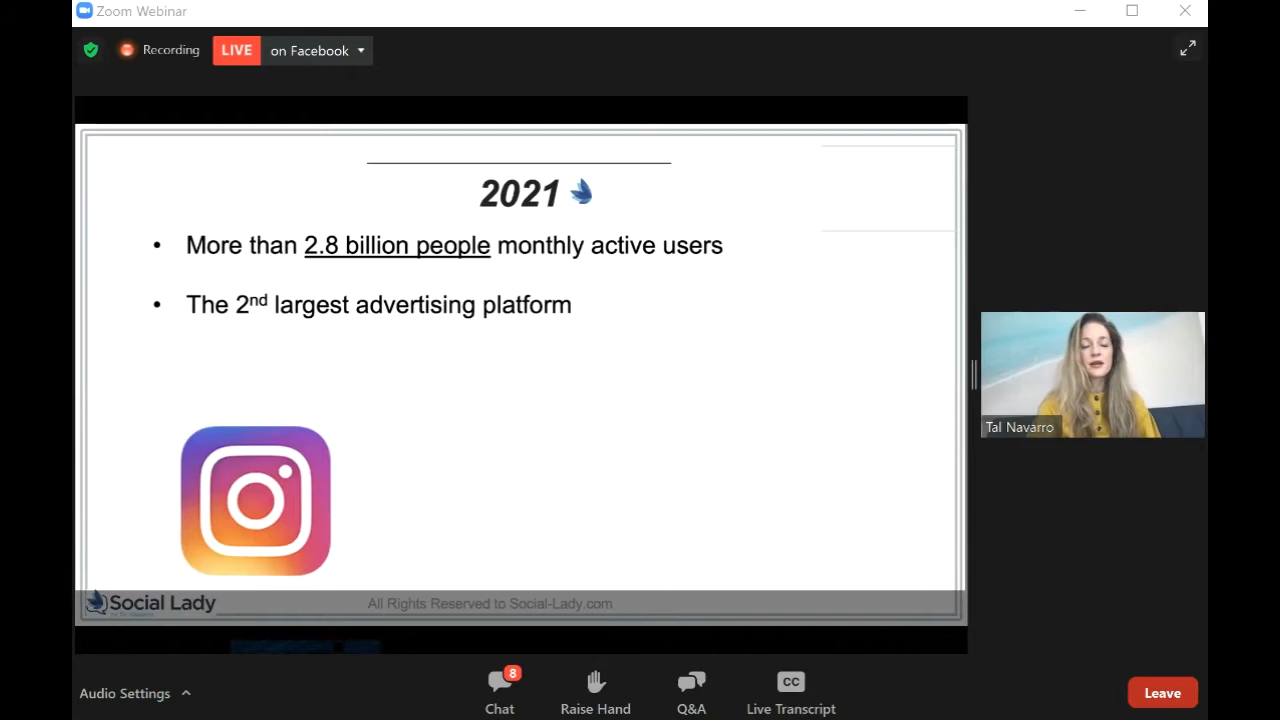 Zoom Webinar
Recording
LIVE
on Facebook
2021
• More than 2.8 billion people monthly active users
• The 2nd largest advertising platform
Tal Navarro
Social Lady
All Rights Reserved to Social-Lady.com
Audio Settings
8
Chat
Raise Hand
Q&A
CC
Live Transcript
Leave